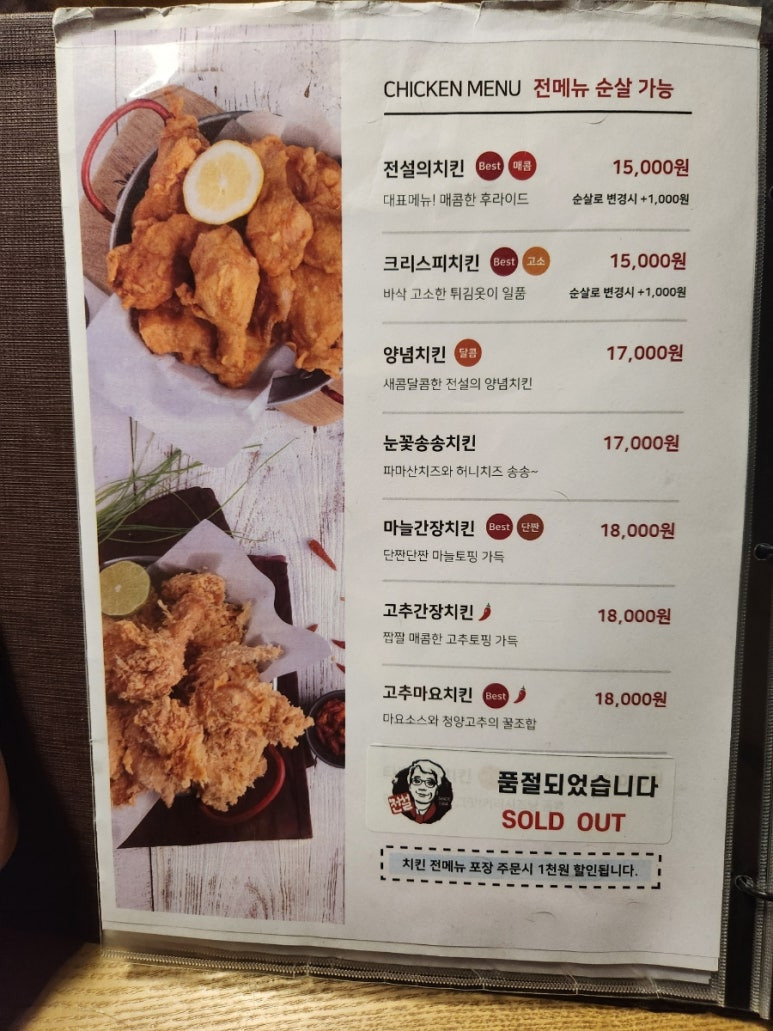 CHICKEN MENU 전메뉴 순살 가능
전설의치킨 Best 매콤 15,000원
대표메뉴! 매콤한 후라이드 순살로 변경시 +1,000원
크리스피치킨 Best 고소 15,000원
바삭 고소한 튀김옷이 일품 순살로 변경시 +1,000원
양념치킨 달콤 17,000원
새콤달콤한 전설의 양념치킨
눈꽃송송치킨 17,000원
파마산치즈와 허니치즈 송송~
마늘간장치킨 Best 단짠 18,000원
단짠단짠 마늘토핑 가득
고추간장치킨 18,000원
짭짤 매콤한 고추토핑 가득
고추마요치킨 Best 18,000원
마요소스와 청양고추의 꿀조합
전설 품절되었습니다
SOLD OUT
치킨 전메뉴 포장 주문시 1천원 할인됩니다.